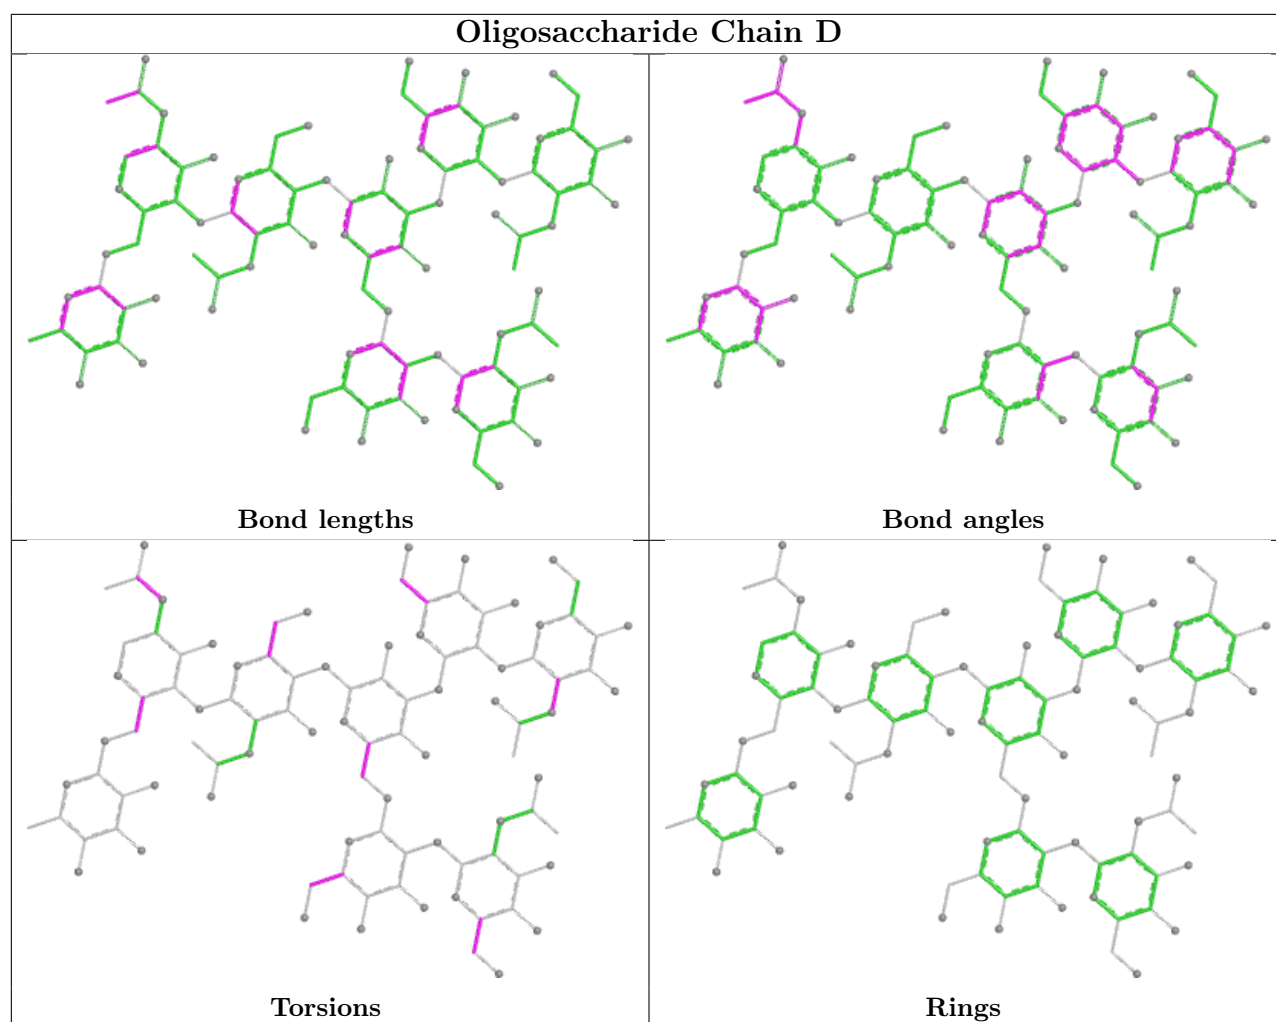 Oligosaccharide Chain D
Bond lengths
Bond angles
Torsions
Rings